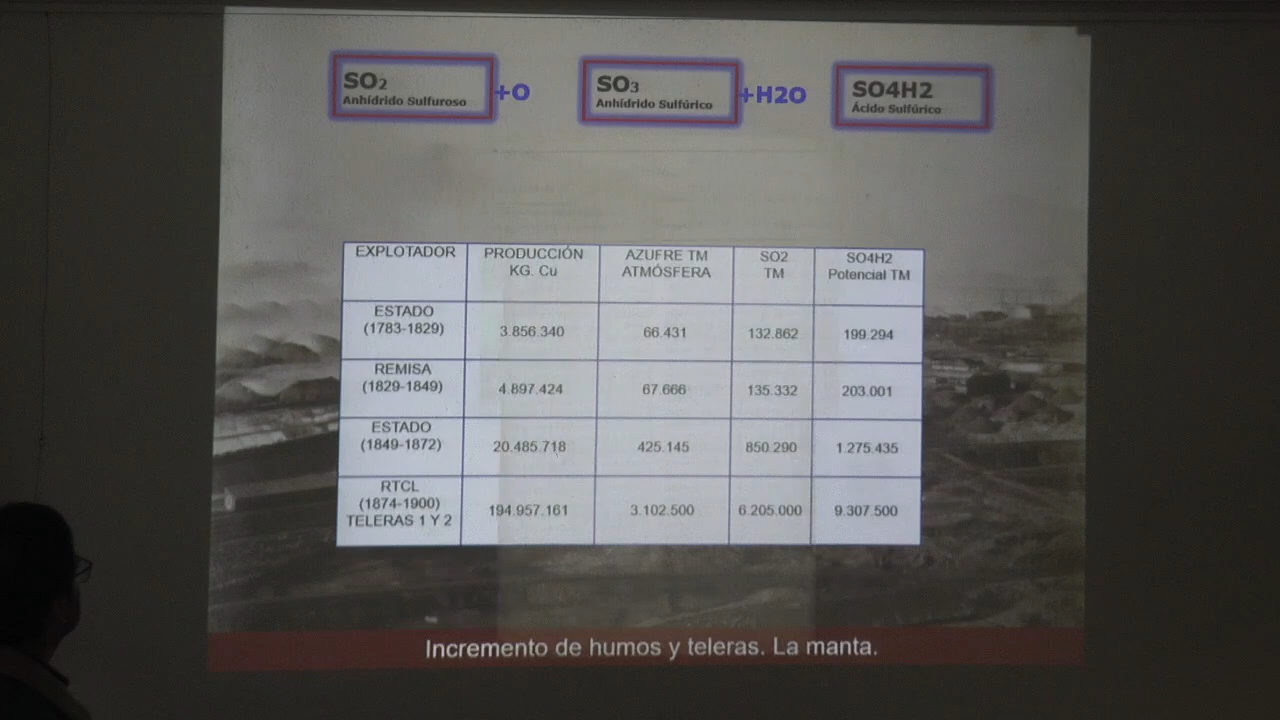 SO₂
Anhídrido Sulfuroso
+O
SO₃
Anhídrido Sulfúrico
+H2O
SO4H2
Ácido Sulfúrico
EXPLOTADOR
PRODUCCIÓN
KG. Cu
AZUFRE TM
ATMÓSFERA
SO2
TM
SO4H2
Potencial TM
ESTADO
(1783-1829)
3.856.340
66.431
132.862
199.294
REMISA
(1829-1849)
4.897.424
67.666
135.332
203.001
ESTADO
(1849-1872)
20.485.718
425.145
850.290
1.275.435
RTCL
(1874-1900)
TELERAS 1 Y 2
194.957.161
3.102.500
6.205.000
9.307.500
Incremento de humos y teleras. La manta.